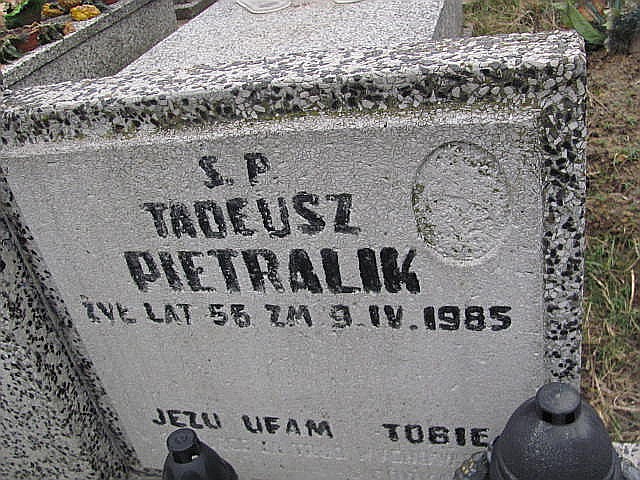 Ś.P.
TADEUSZ
PIETRALIK
ŻYŁ LAT 56 ZM 9.IV.1985
JEZU UFAM TOBIE